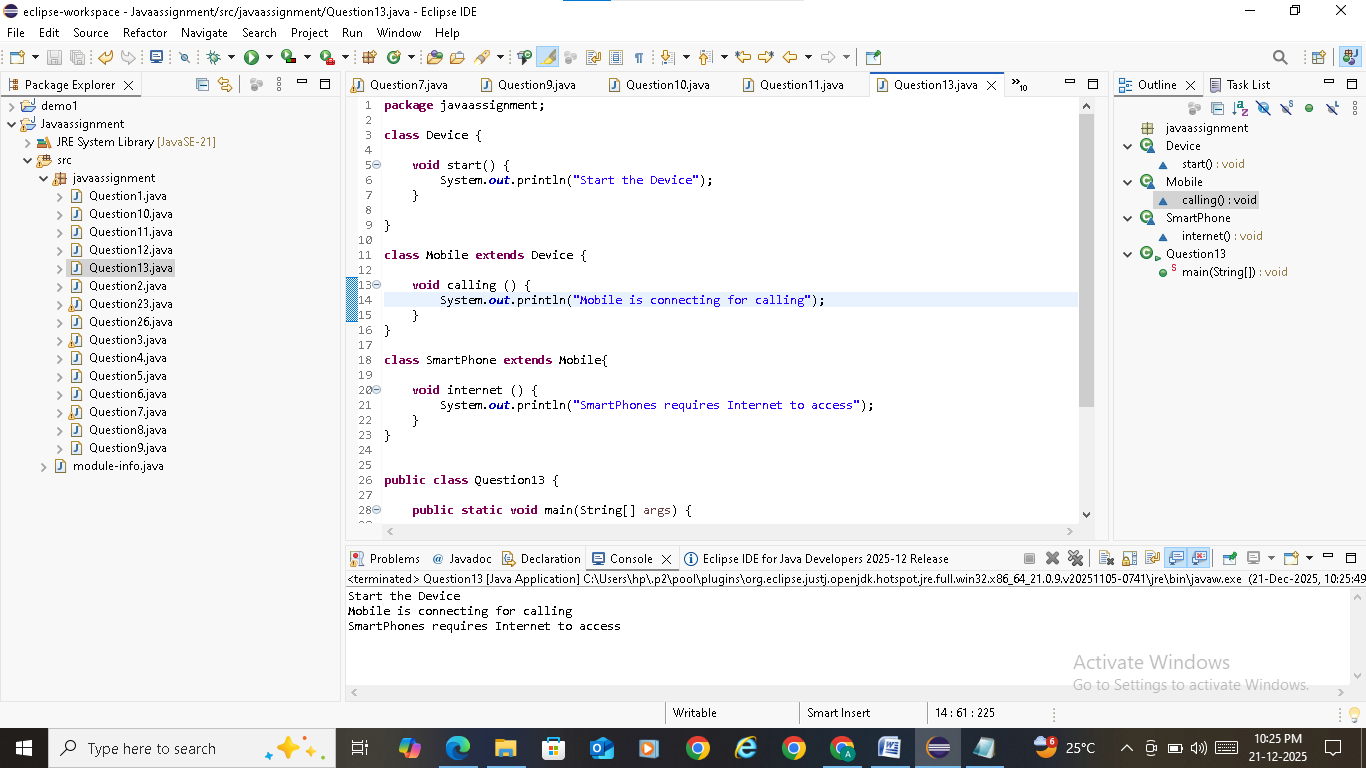 eclipse-workspace - Javaassignment/src/javaassignment/Question13.java - Eclipse IDE
File Edit Source Refactor Navigate Search Project Run Window Help
Package Explorer
demo1
Javaassignment
JRE System Library [JavaSE-21]
src
javaassignment
Question1.java
Question10.java
Question11.java
Question12.java
Question13.java
Question2.java
Question23.java
Question26.java
Question3.java
Question4.java
Question5.java
Question6.java
Question7.java
Question8.java
Question9.java
module-info.java
Question7.java Question9.java Question10.java Question11.java Question13.java »10
1 package javaassignment;
2
3 class Device {
4
5 void start() {
6 System.out.println("Start the Device");
7 }
8
9 }
10
11 class Mobile extends Device {
12
13 void calling () {
14 System.out.println("Mobile is connecting for calling");
15 }
16 }
17
18 class SmartPhone extends Mobile{
19
20 void internet () {
21 System.out.println("SmartPhones requires Internet to access");
22 }
23 }
24
25
26 public class Question13 {
27
28 public static void main(String[] args) {
Outline Task List
javaassignment
Device
start() : void
Mobile
calling() : void
SmartPhone
internet() : void
Question13
main(String[]) : void
Problems Javadoc Declaration Console Eclipse IDE for Java Developers 2025-12 Release
<terminated> Question13 [Java Application] C:\Users\hp\.p2\pool\plugins\org.eclipse.justj.openjdk.hotspot.jre.full.win32.x86_64_21.0.9.v20251105-0741\jre\bin\javaw.exe (21-Dec-2025, 10:25:49
Start the Device
Mobile is connecting for calling
SmartPhones requires Internet to access
Activate Windows
Go to Settings to activate Windows.
Writable Smart Insert 14 : 61 : 225
Type here to search
6
25°C
10:25 PM
21-12-2025